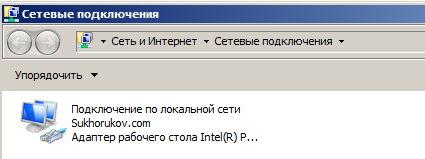 Сетевые подключения
Сеть и Интернет Сетевые подключения
Упорядочить
Подключение по локальной сети
Sukhorukov.com
Адаптер рабочего стола Intel(R) P...